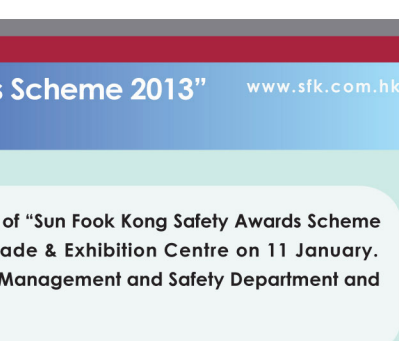 s Scheme 2013” www.sfk.com.hk
of “Sun Fook Kong Safety Awards Scheme
ade & Exhibition Centre on 11 January.
Management and Safety Department and